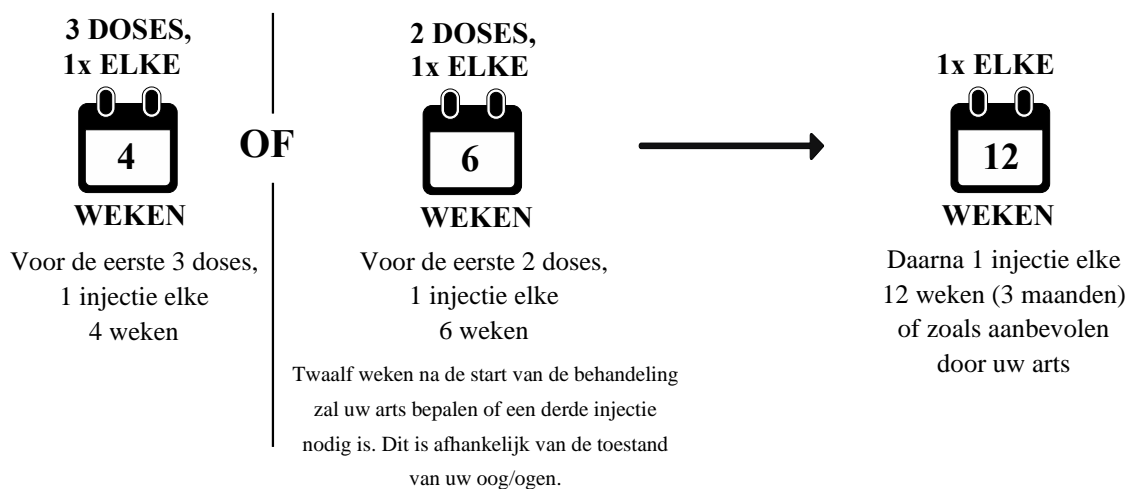 3 DOSES,
1x ELKE
4
WEKEN
Voor de eerste 3 doses,
1 injectie elke
4 weken
OF
2 DOSES,
1x ELKE
6
WEKEN
Voor de eerste 2 doses,
1 injectie elke
6 weken
Twaalf weken na de start van de behandeling
zal uw arts bepalen of een derde injectie
nodig is. Dit is afhankelijk van de toestand
van uw oog/ogen.
1x ELKE
12
WEKEN
Daarna 1 injectie elke
12 weken (3 maanden)
of zoals aanbevolen
door uw arts